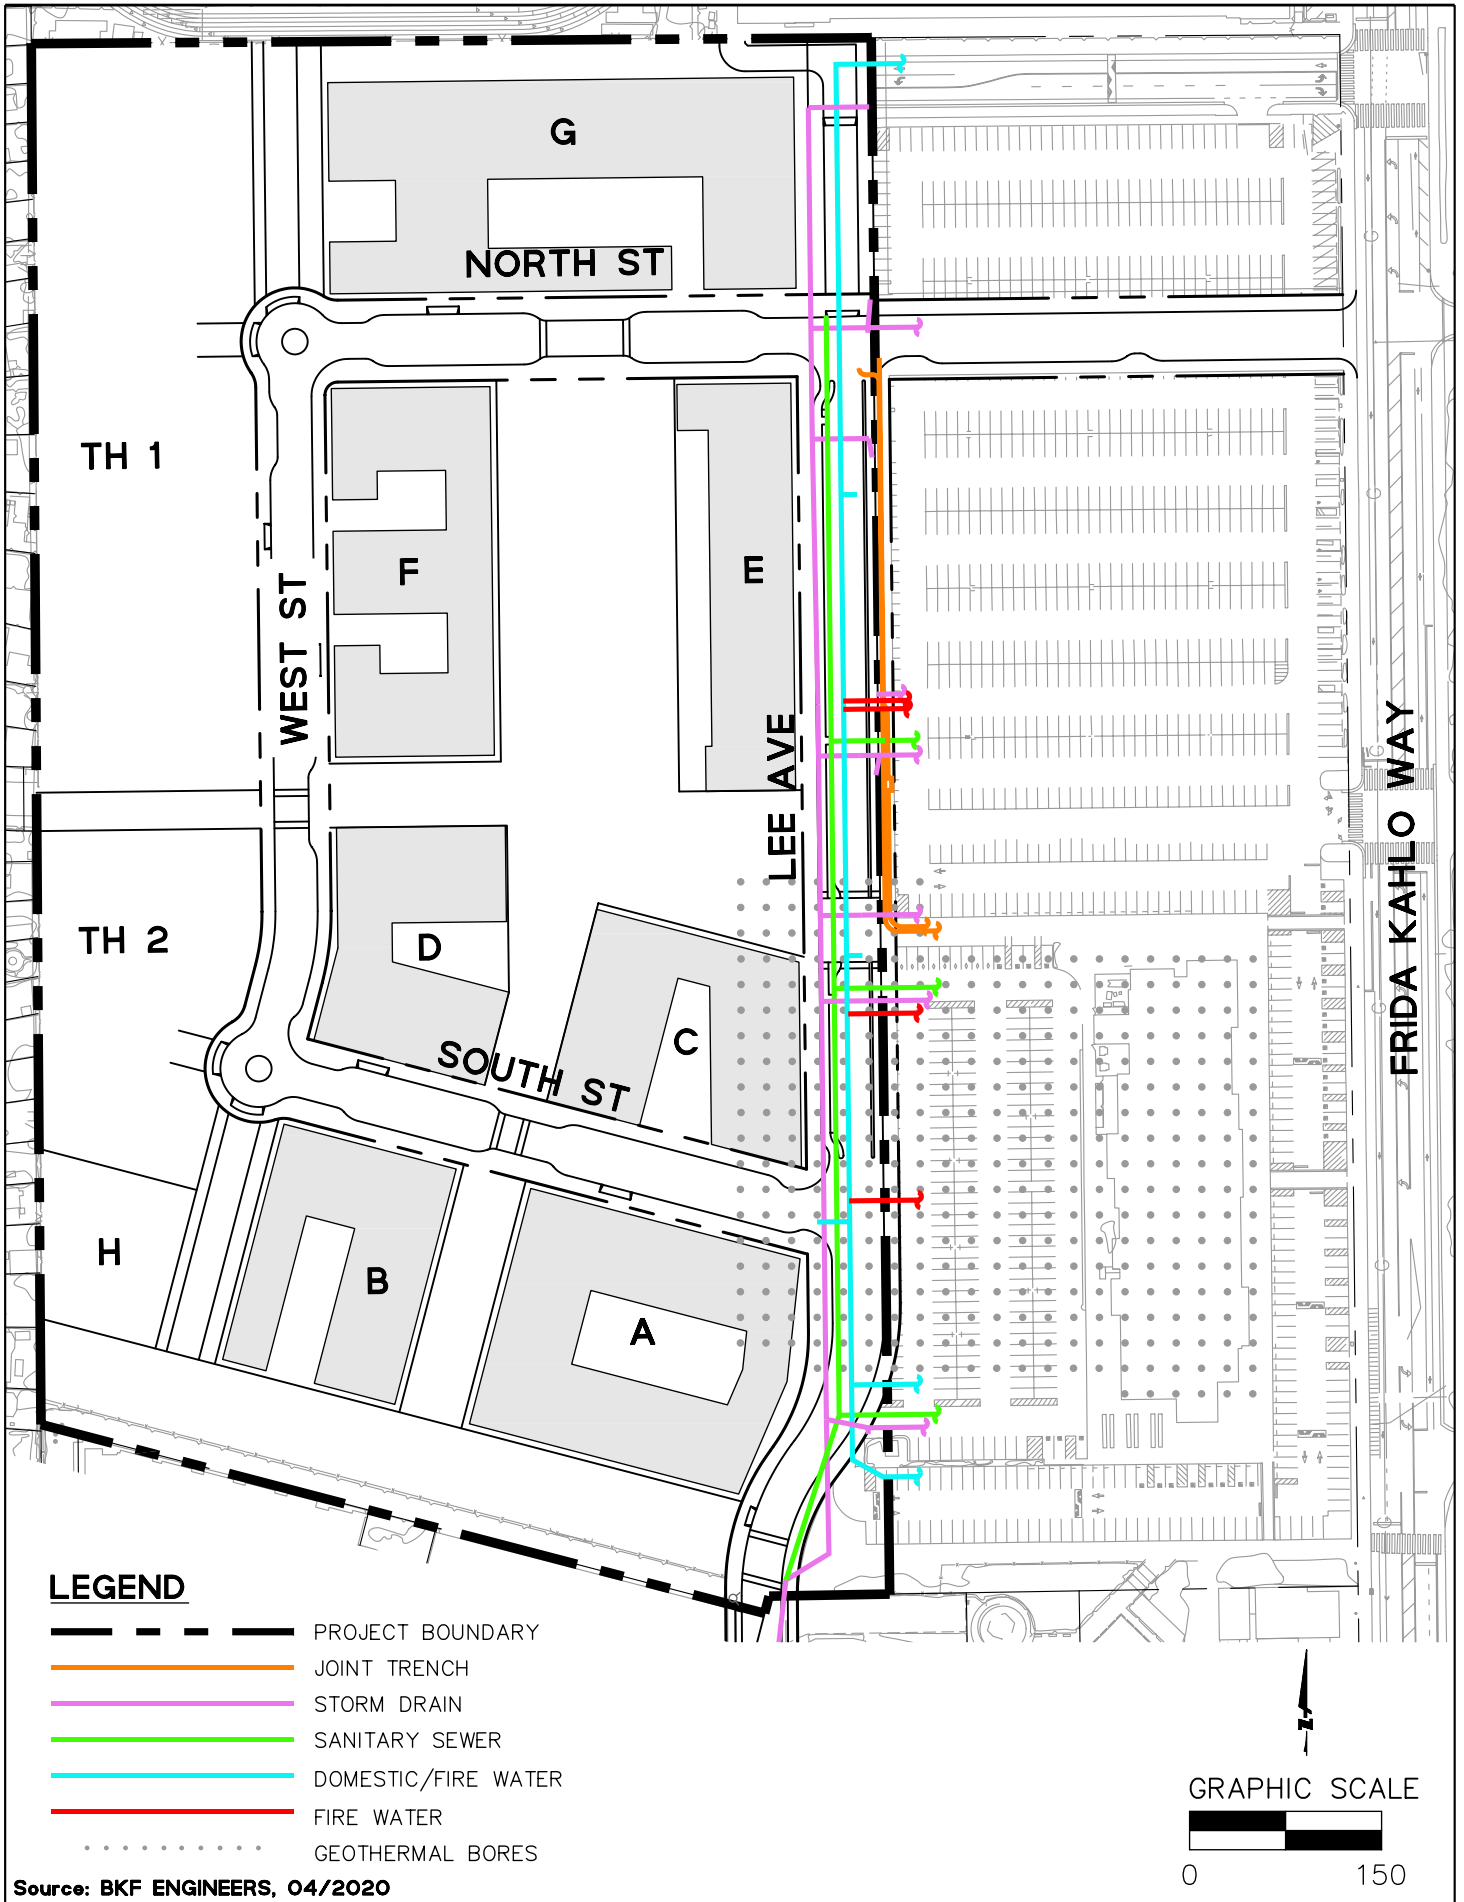 G
NORTH ST
TH 1
F
E
WEST ST
LEE AVE
FRIDA KAHLO WAY
TH 2
D
C
SOUTH ST
H
B
A
LEGEND
PROJECT BOUNDARY
JOINT TRENCH
STORM DRAIN
SANITARY SEWER
DOMESTIC/FIRE WATER
FIRE WATER
GEOTHERMAL BORES
Source: BKF ENGINEERS, 04/2020
N
GRAPHIC SCALE
0 150